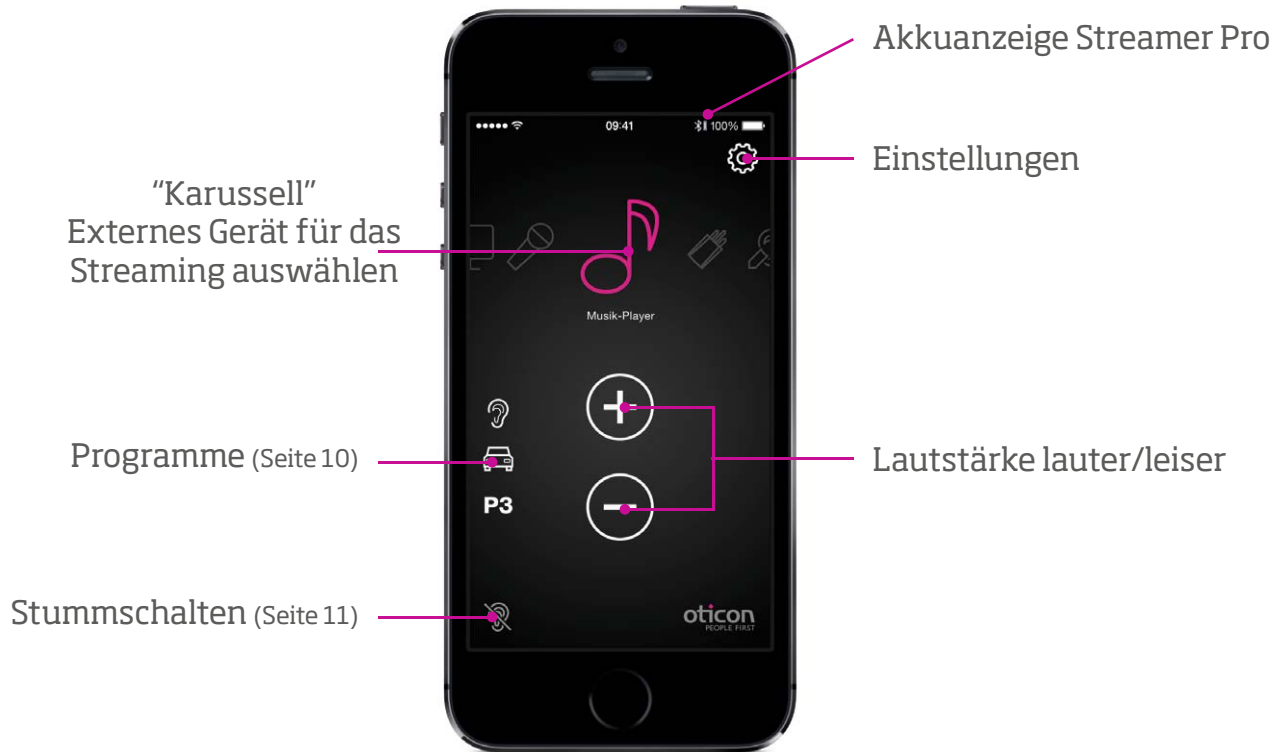 Akkuanzeige Streamer Pro
09:41
100%
Einstellungen
“Karussell”
Externes Gerät für das
Streaming auswählen
Musik-Player
Programme (Seite 10)
P3
Lautstärke lauter/leiser
Stummschalten (Seite 11)
oticon
PEOPLE FIRST